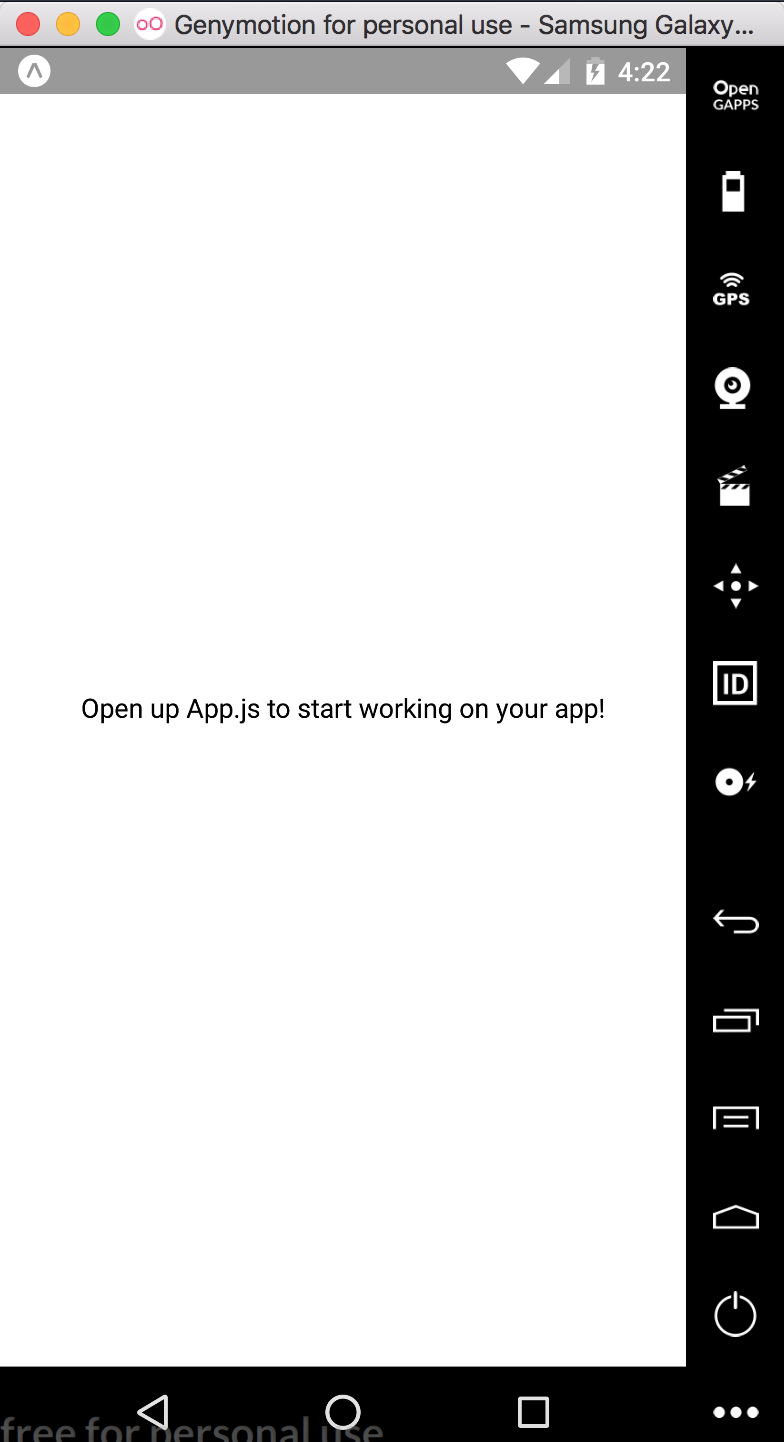 Genymotion for personal use - Samsung Galaxy...
4:22
Open
GAPPS
GPS
Open up App.js to start working on your app!
ID
free for personal use